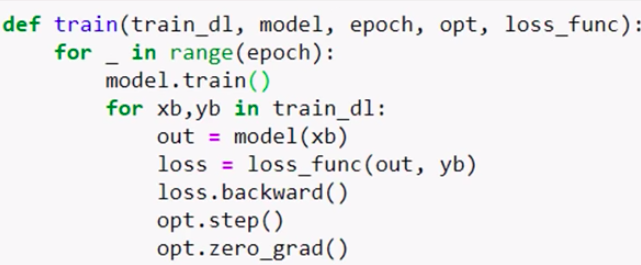 def train(train_dl, model, epoch, opt, loss_func):
    for _ in range(epoch):
        model.train()
        for xb,yb in train_dl:
            out = model(xb)
            loss = loss_func(out, yb)
            loss.backward()
            opt.step()
            opt.zero_grad()